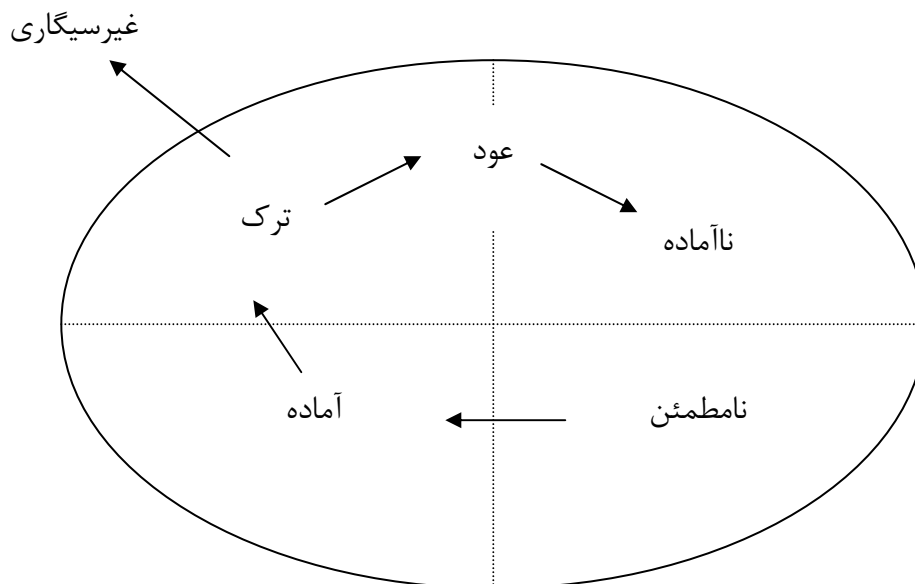 غیرسیگاری
عود
ترک
ناآماده
نامطمئن
آماده